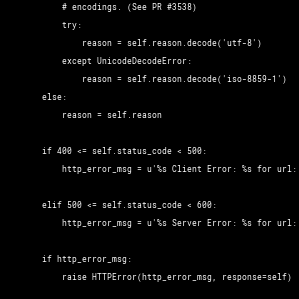 # encodings. (See PR #3538)
try:
reason = self.reason.decode('utf-8')
except UnicodeDecodeError:
reason = self.reason.decode('iso-8859-1')
else:
reason = self.reason
if 400 <= self.status_code < 500:
http_error_msg = u'%s Client Error: %s for url:
elif 500 <= self.status_code < 600:
http_error_msg = u'%s Server Error: %s for url:
if http_error_msg:
raise HTTPError(http_error_msg, response=self)